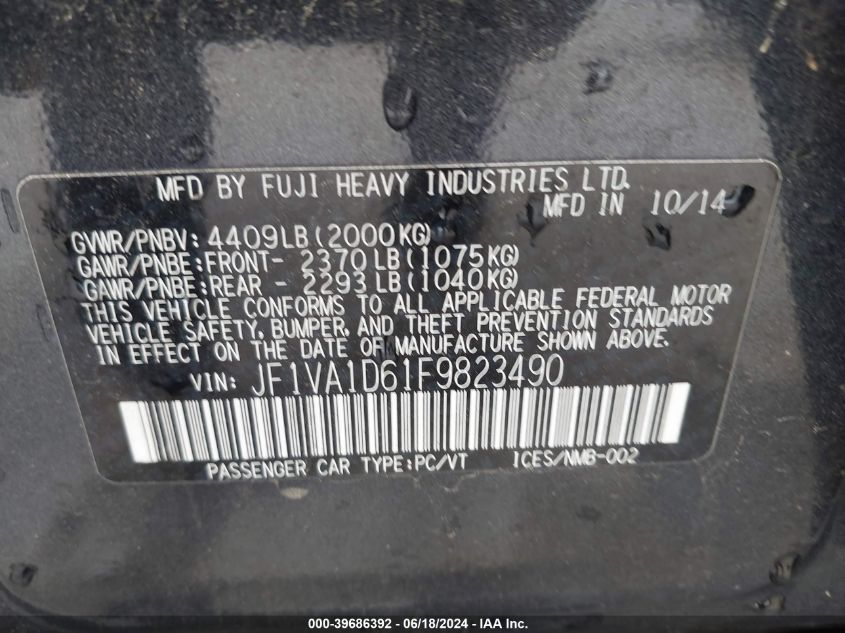 MFD BY FUJI HEAVY INDUSTRIES LTD.
MFD IN 10/14
GVWR/PNBV: 4409LB(2000KG)
GAWR/PNBE:FRONT- 2370LB(1075KG)
GAWR/PNBE:REAR - 2293LB(1040KG)
THIS VEHICLE CONFORMS TO ALL APPLICABLE FEDERAL MOTOR
VEHICLE SAFETY, BUMPER, AND THEFT PREVENTION STANDARDS
IN EFFECT ON THE DATE OF MANUFACTURE SHOWN ABOVE.
VIN: JF1VA1D61F9823490
PASSENGER CAR TYPE:PC/VT ICES/NMB-002
000-39686392 - 06/18/2024 - IAA Inc.